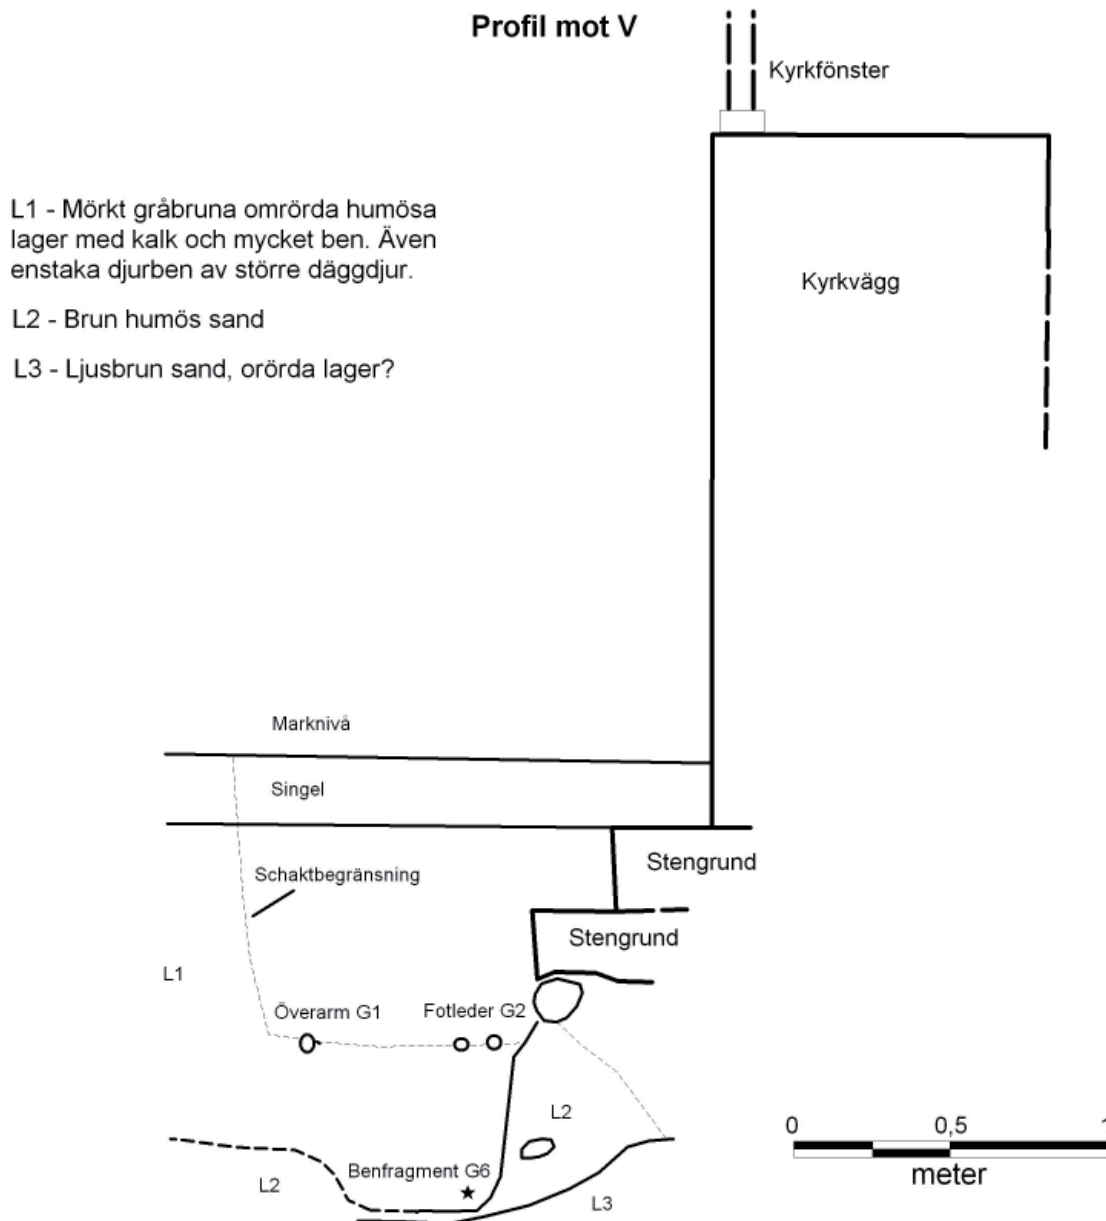 Profil mot V
Kyrkfönster
L1 - Mörkt gråbruna omrörda humösa
lager med kalk och mycket ben. Även
enstaka djurben av större däggdjur.
L2 - Brun humös sand
L3 - Ljusbrun sand, orörda lager?
Kyrkvägg
Marknivå
Singel
Schaktbegränsning
Stengrund
Stengrund
L1
Överarm G1
Fotleder G2
L2
Benfragment G6
L2
L3
0 0,5 1
meter